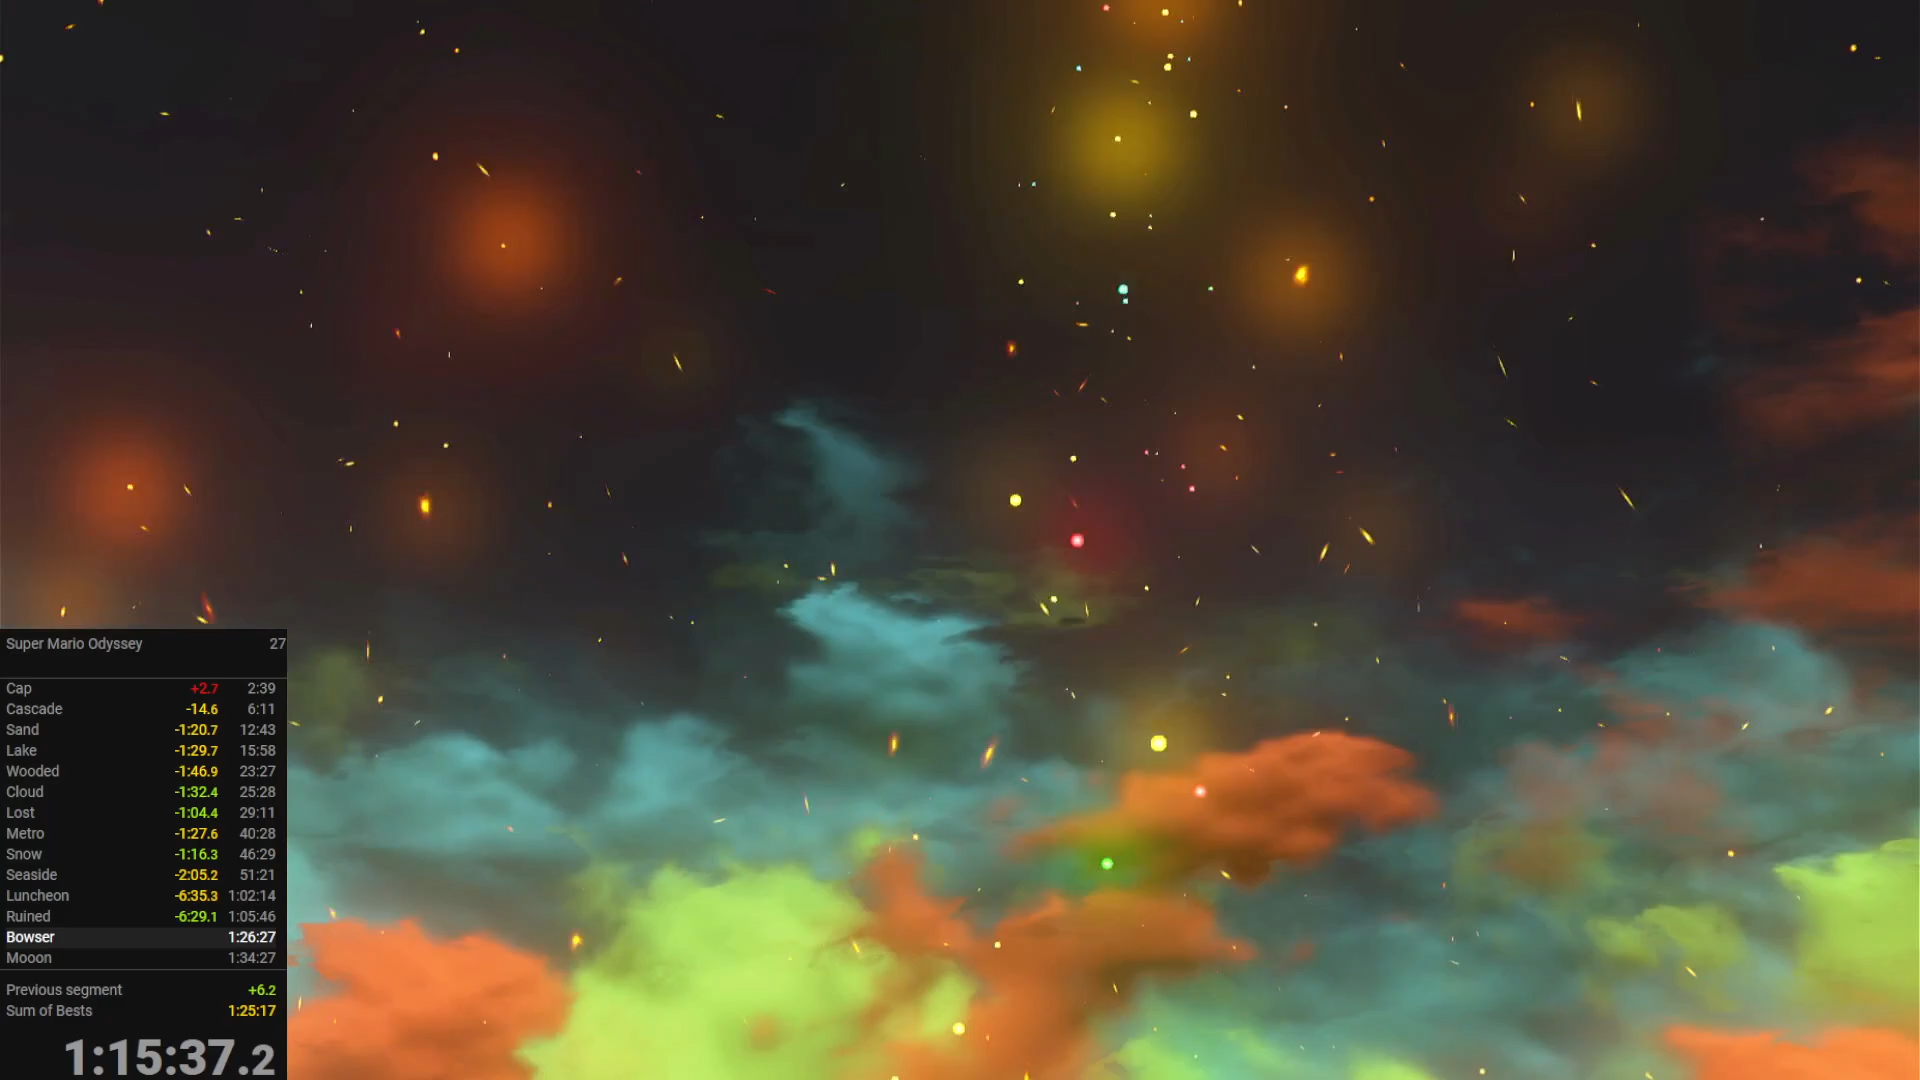 Super Mario Odyssey 27
Cap +2.7 2:39
Cascade -14.6 6:11
Sand -1:20.7 12:43
Lake -1:29.7 15:58
Wooded -1:46.9 23:27
Cloud -1:32.4 25:28
Lost -1:04.4 29:11
Metro -1:27.6 40:28
Snow -1:16.3 46:29
Seaside -2:05.2 51:21
Luncheon -6:35.3 1:02:14
Ruined -6:29.1 1:05:46
Bowser 1:26:27
Mooon 1:34:27
Previous segment +6.2
Sum of Bests 1:25:17
1:15:37.2